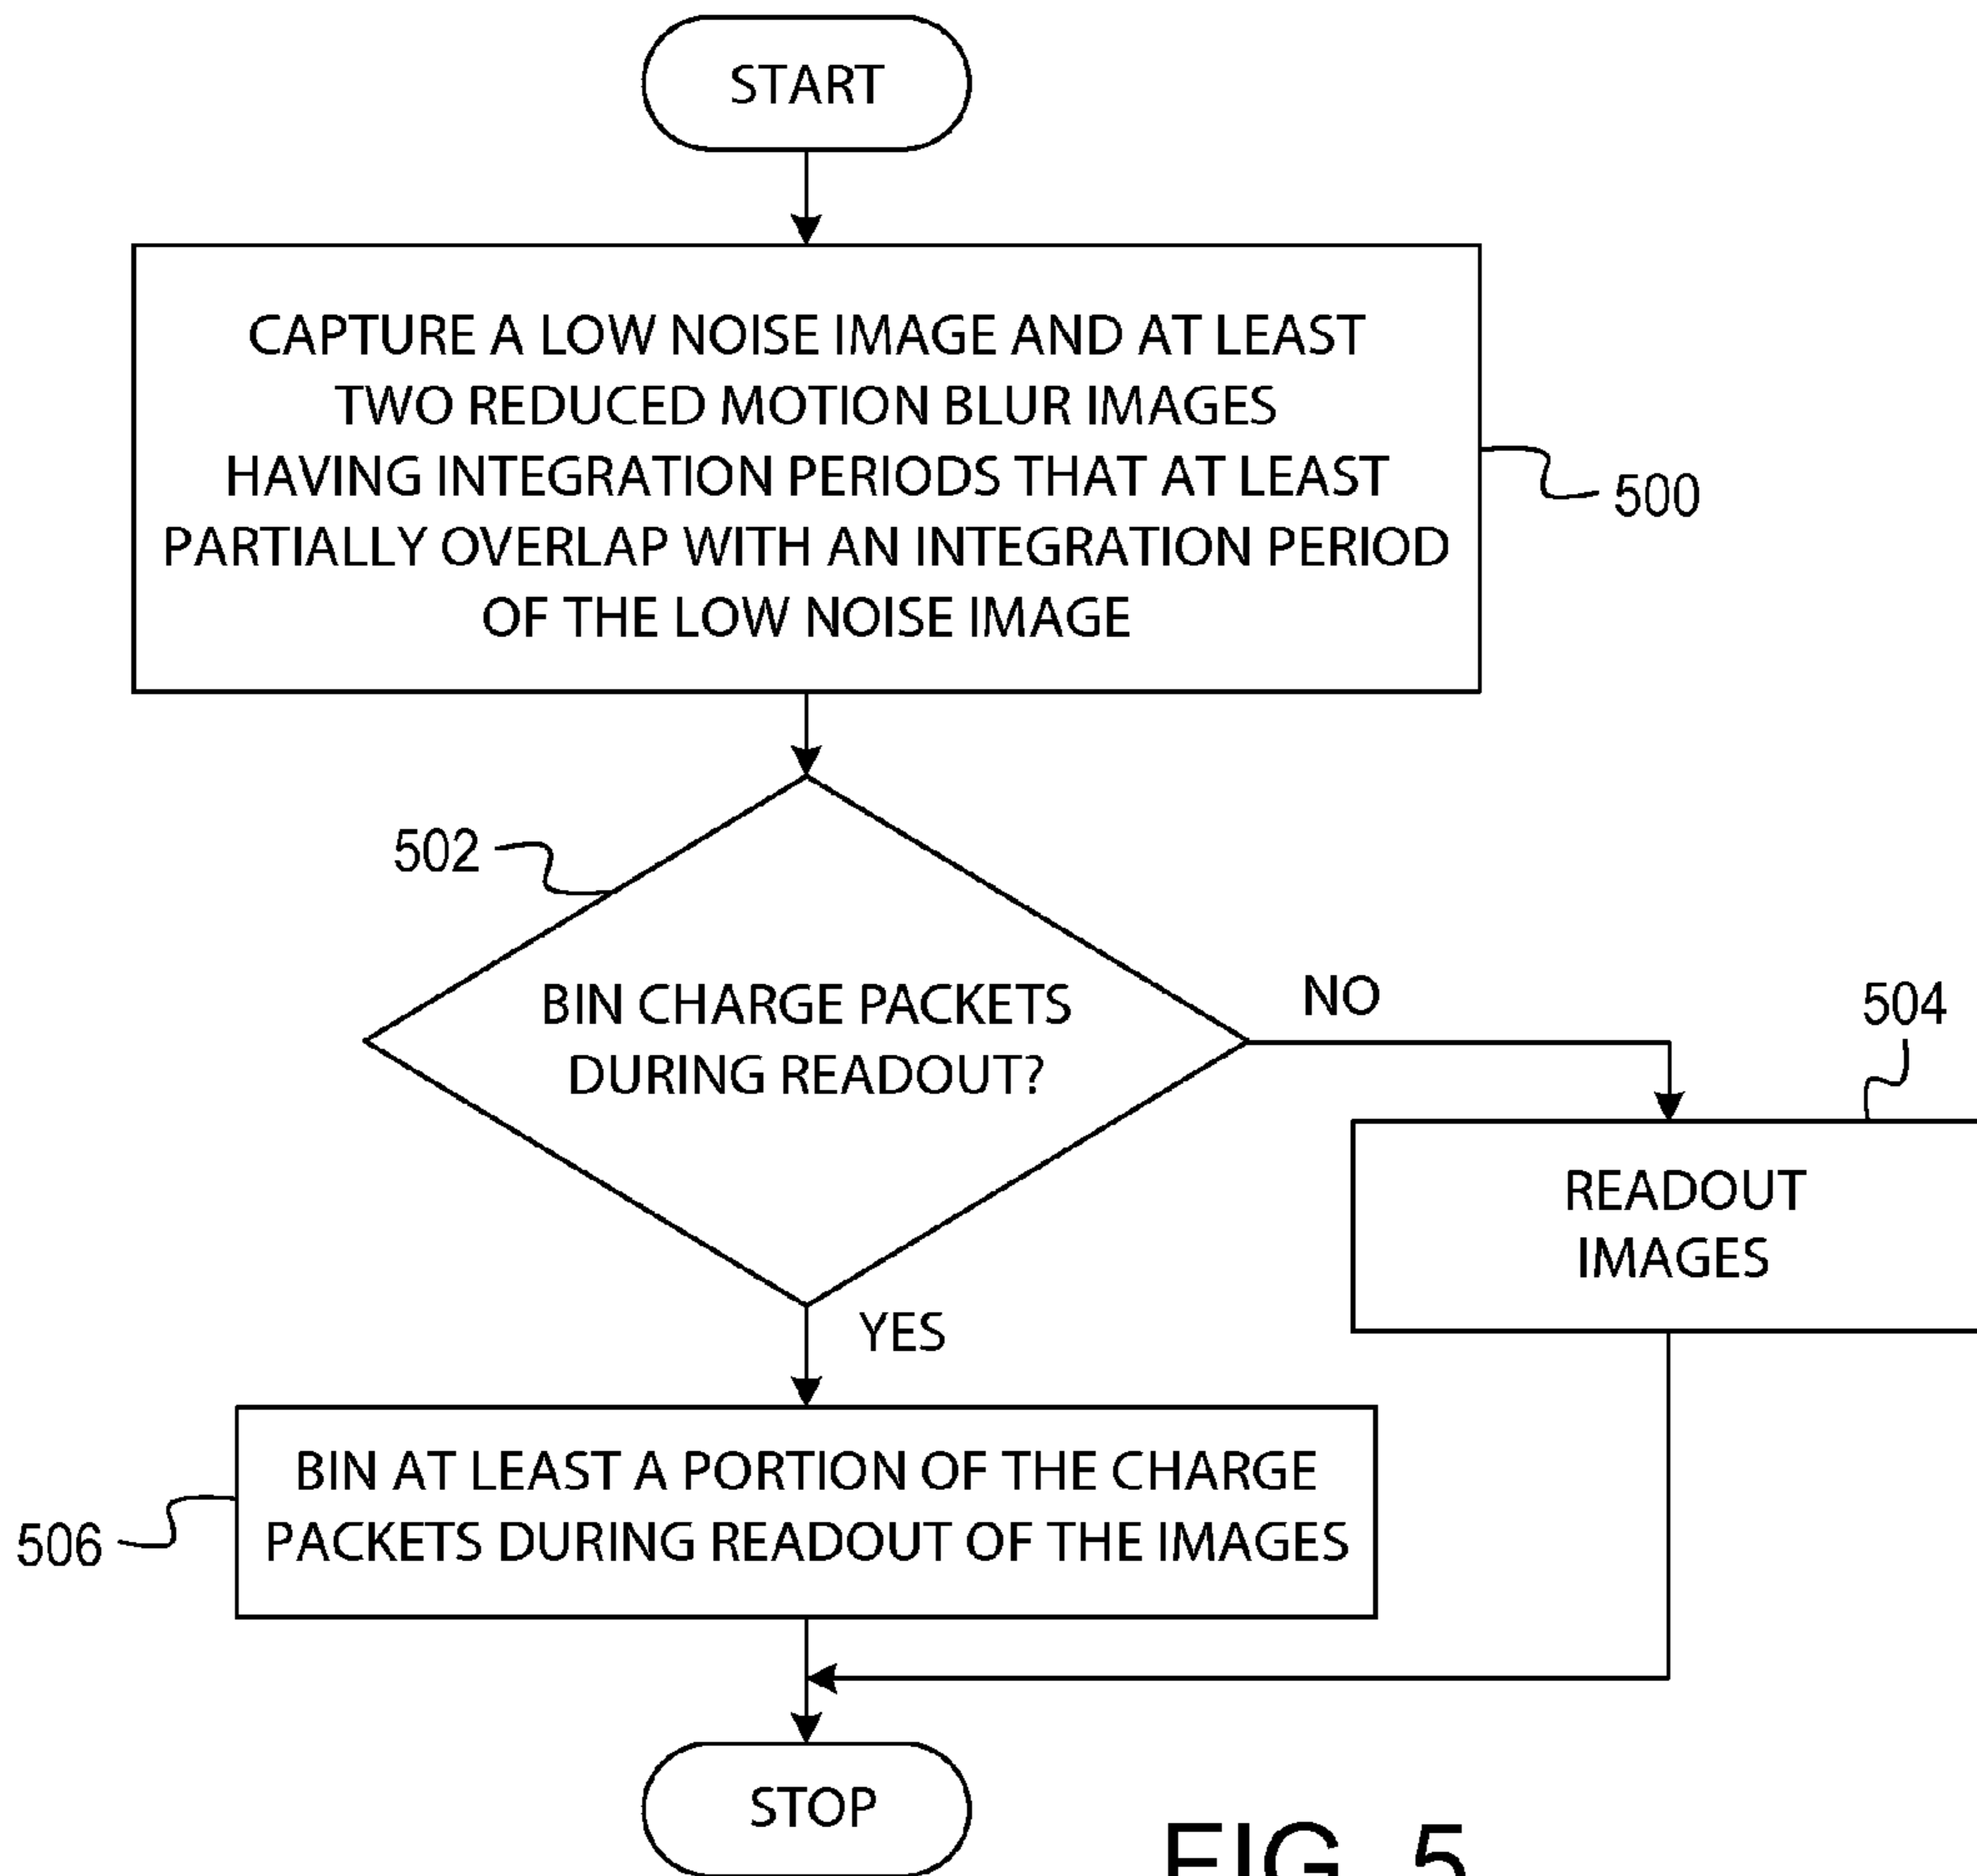 START
CAPTURE A LOW NOISE IMAGE AND AT LEAST
TWO REDUCED MOTION BLUR IMAGES
HAVING INTEGRATION PERIODS THAT AT LEAST
PARTIALLY OVERLAP WITH AN INTEGRATION PERIOD
OF THE LOW NOISE IMAGE
500
502
BIN CHARGE PACKETS
DURING READOUT?
NO
504
READOUT
IMAGES
YES
BIN AT LEAST A PORTION OF THE CHARGE
PACKETS DURING READOUT OF THE IMAGES
506
STOP
FIG. 5